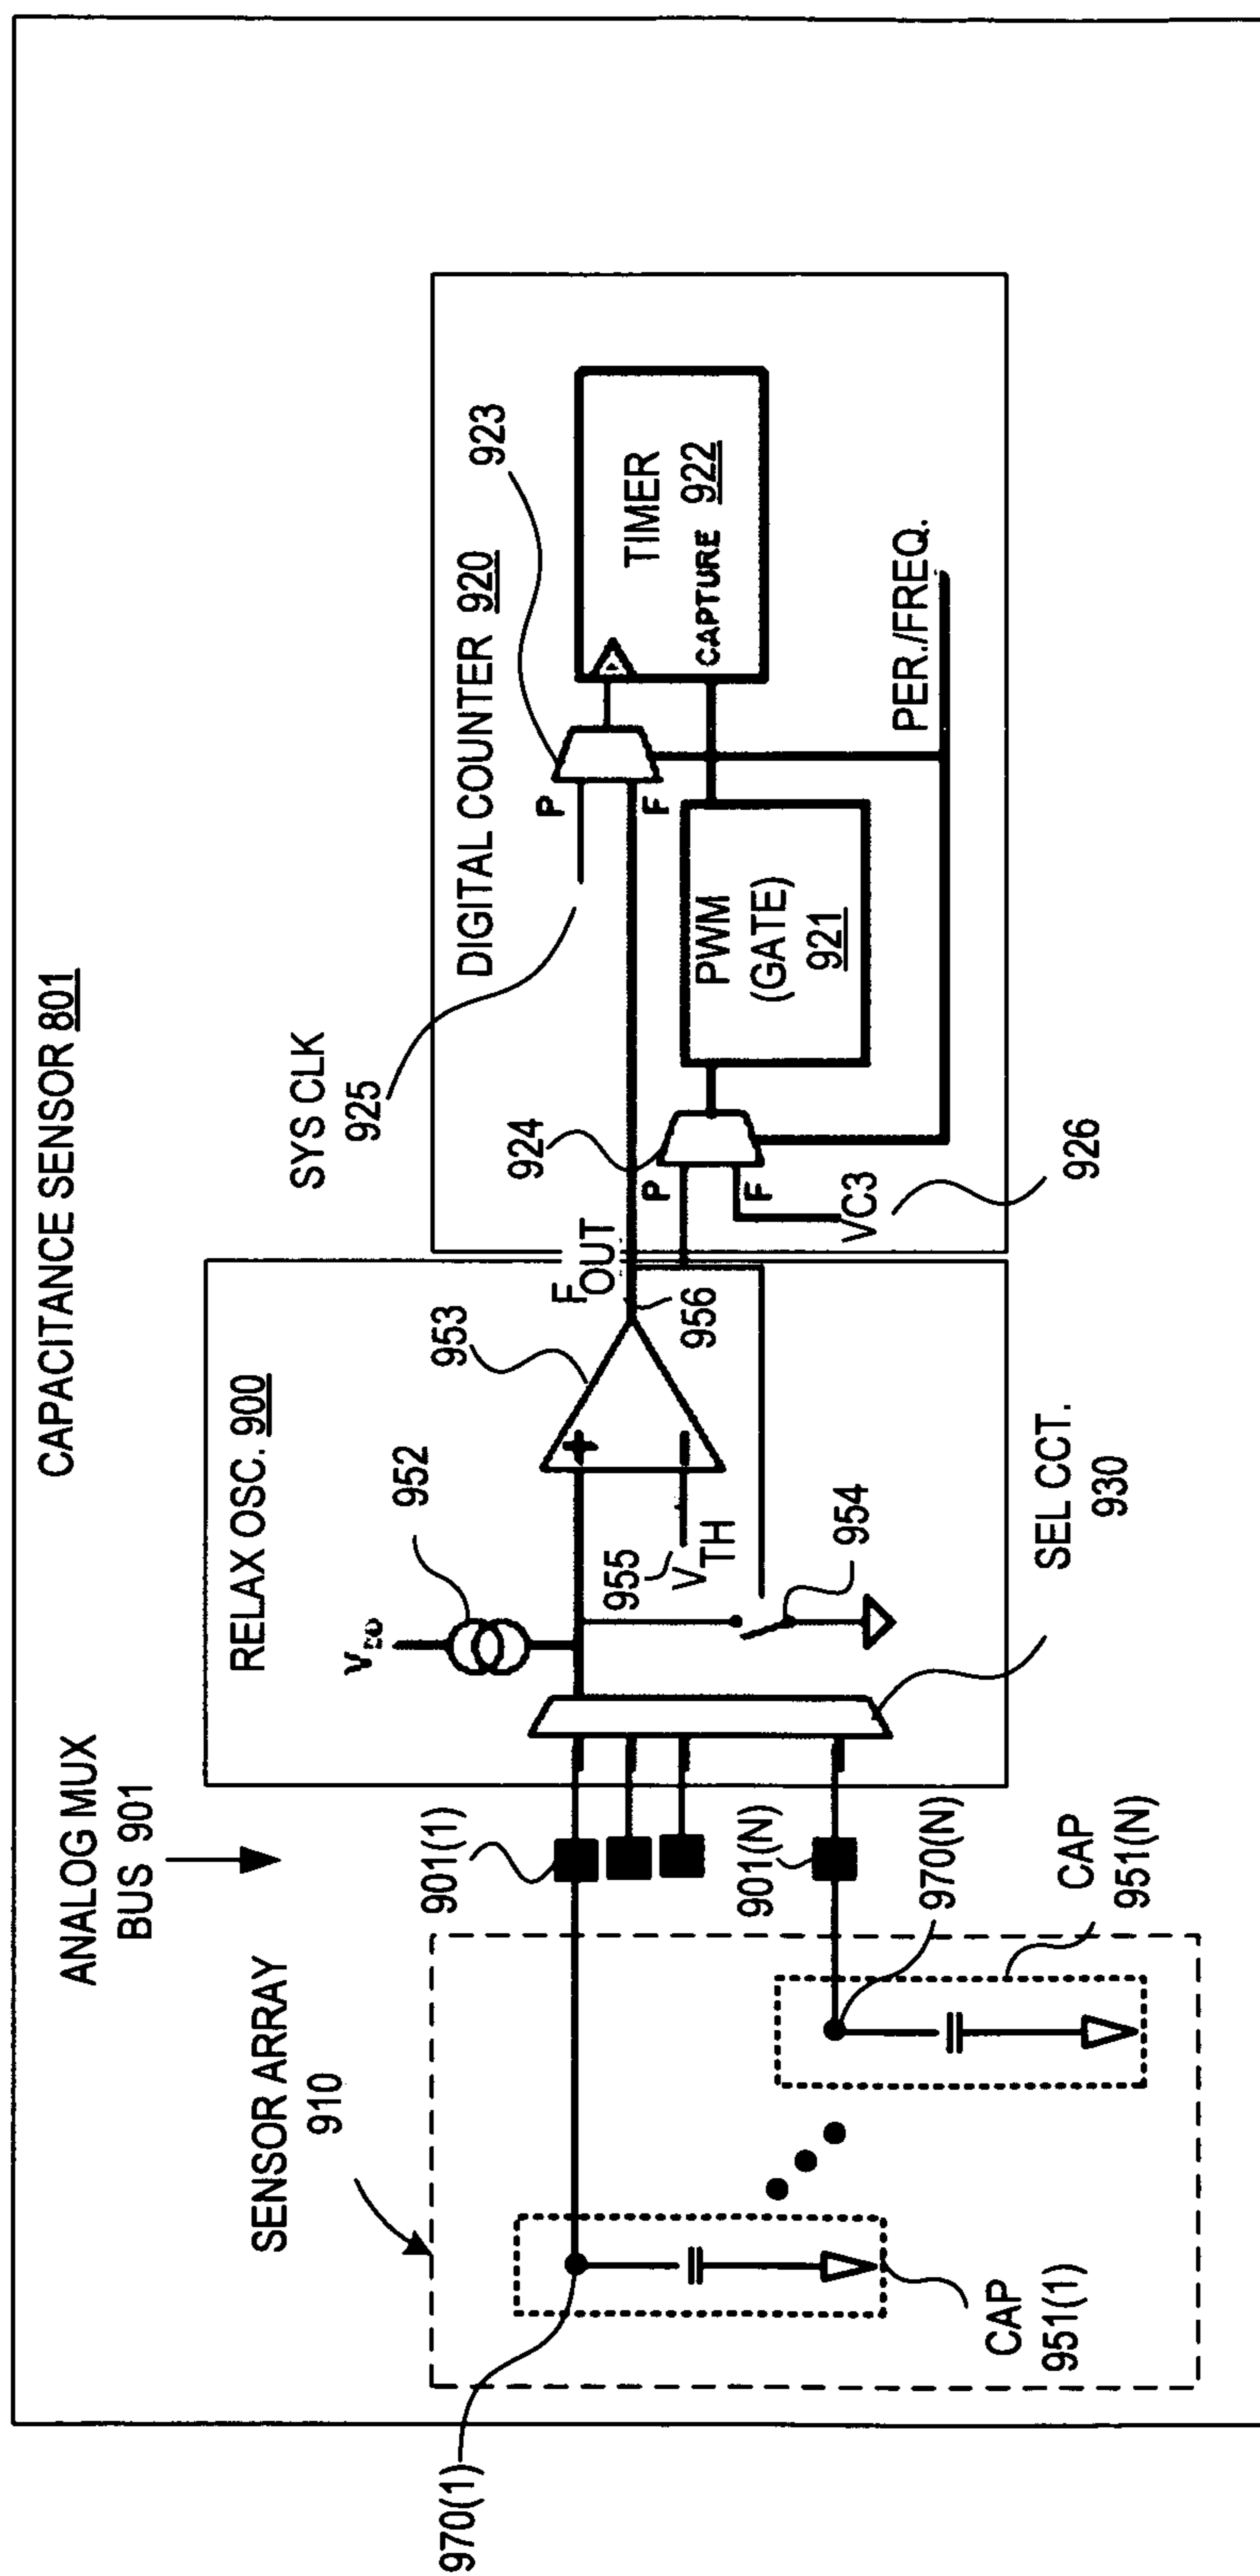 CAPACITANCE SENSOR 801
ANALOG MUX
BUS 901
SENSOR ARRAY
910
970(1)
CAP
951(1)
CAP
951(N)
970(N)
901(1)
901(N)
RELAX OSC. 900
952
953
955
V TH
954
956
F OUT
SEL CCT.
930
SYS CLK
925
DIGITAL COUNTER 920
923
924
P
F
P
F
VC3
926
PWM
(GATE)
921
TIMER
CAPTURE 922
PER./FREQ.
+
−